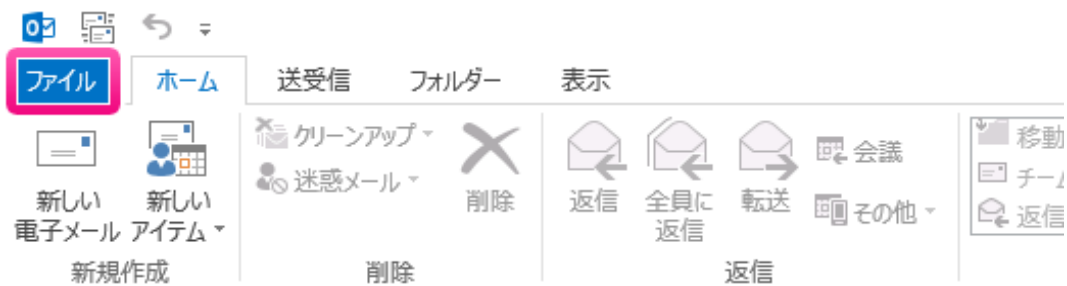 ファイル ホーム 送受信 フォルダー 表示
新しい 電子メール
新しい アイテム
新規作成
クリーンアップ
迷惑メール
削除
削除
返信
全員に 返信
転送
会議
その他
返信
移動
チーム
返信